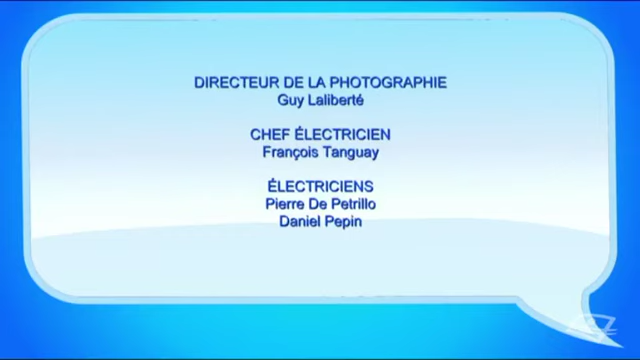 DIRECTEUR DE LA PHOTOGRAPHIE
Guy Laliberté
CHEF ÉLECTRICIEN
François Tanguay
ÉLECTRICIENS
Pierre De Petrillo
Daniel Pepin